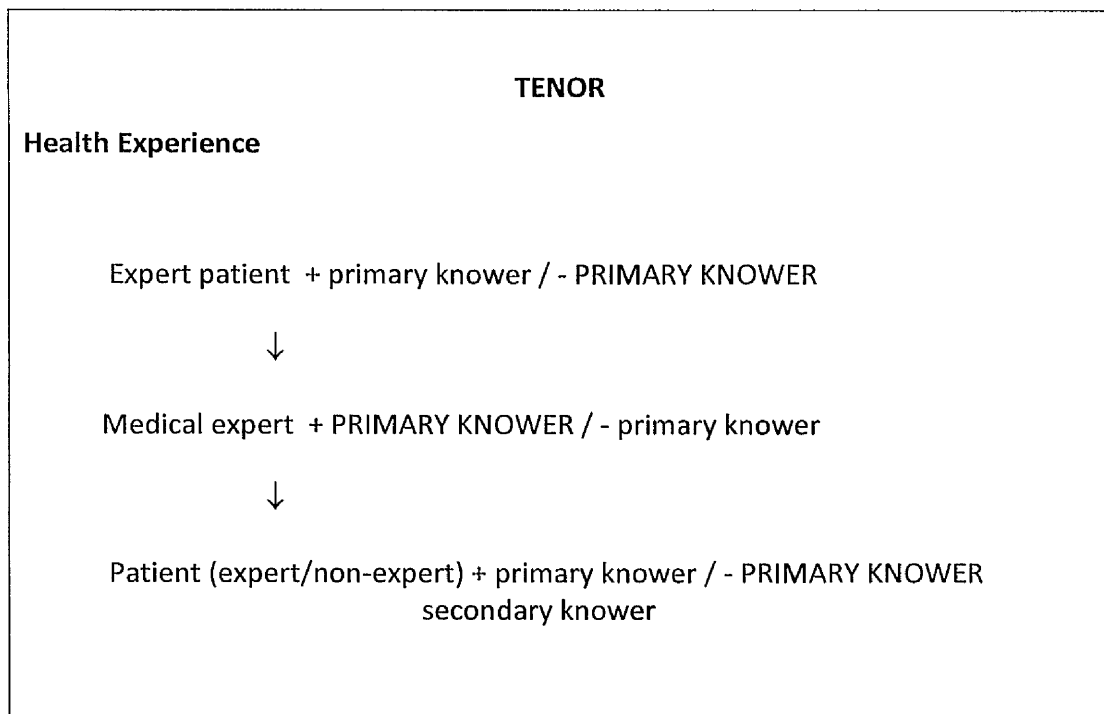 TENOR
Health Experience
Expert patient + primary knower / - PRIMARY KNOWER
↓
Medical expert + PRIMARY KNOWER / - primary knower
↓
Patient (expert/non-expert) + primary knower / - PRIMARY KNOWER
secondary knower